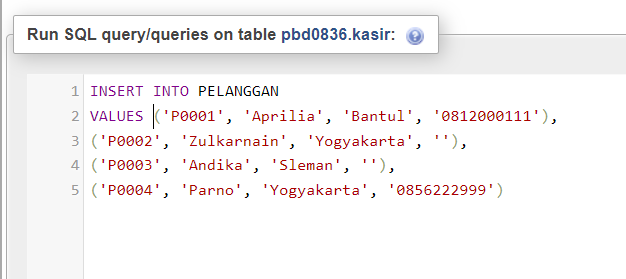 Run SQL query/queries on table pbd0836.kasir:
1 INSERT INTO PELANGGAN
2 VALUES ('P0001', 'Aprilia', 'Bantul', '0812000111'),
3 ('P0002', 'Zulkarnain', 'Yogyakarta', ''),
4 ('P0003', 'Andika', 'Sleman', ''),
5 ('P0004', 'Parno', 'Yogyakarta', '0856222999')